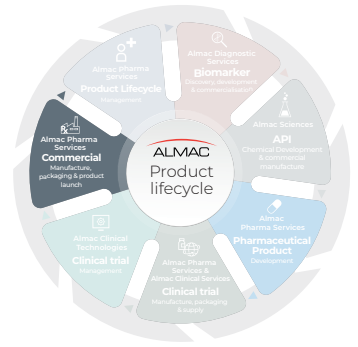 Almac Diagnostic
Services
Biomarker
Discovery, development
& commercialisation
Almac Sciences
API
Chemical Development
& commercial
manufacture
Almac
Pharma Services
Pharmaceutical
Product
Development
Almac Pharma
Services &
Almac Clinical Services
Clinical trial
Manufacture, packaging
& supply
Almac Clinical
Technologies
Clinical trial
Management
Almac Pharma
Services
Commercial
Manufacture,
packaging & product
launch
Almac pharma
services
Product Lifecycle
Management
ALMAC
Product
lifecycle